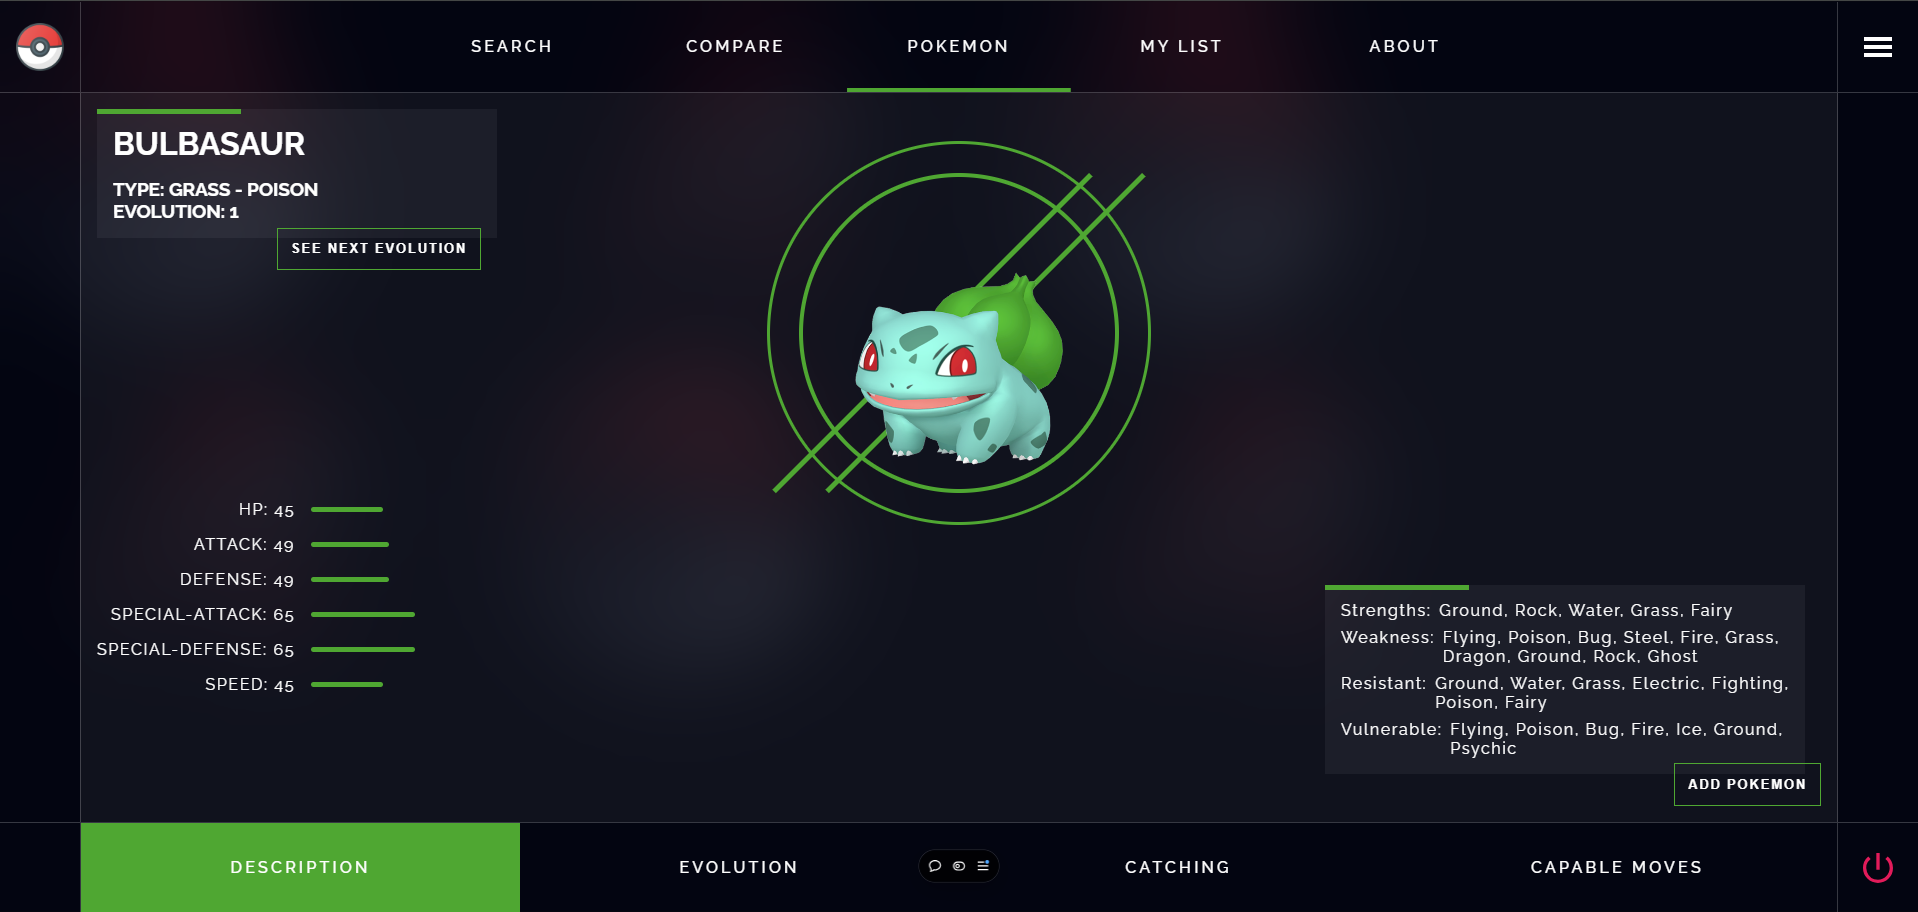 SEARCH
COMPARE
POKEMON
MY LIST
ABOUT
BULBASAUR
TYPE: GRASS - POISON
EVOLUTION: 1
SEE NEXT EVOLUTION
HP: 45
ATTACK: 49
DEFENSE: 49
SPECIAL-ATTACK: 65
SPECIAL-DEFENSE: 65
SPEED: 45
Strengths: Ground, Rock, Water, Grass, Fairy
Weakness: Flying, Poison, Bug, Steel, Fire, Grass,
Dragon, Ground, Rock, Ghost
Resistant: Ground, Water, Grass, Electric, Fighting,
Poison, Fairy
Vulnerable: Flying, Poison, Bug, Fire, Ice, Ground,
Psychic
ADD POKEMON
DESCRIPTION
EVOLUTION
CATCHING
CAPABLE MOVES